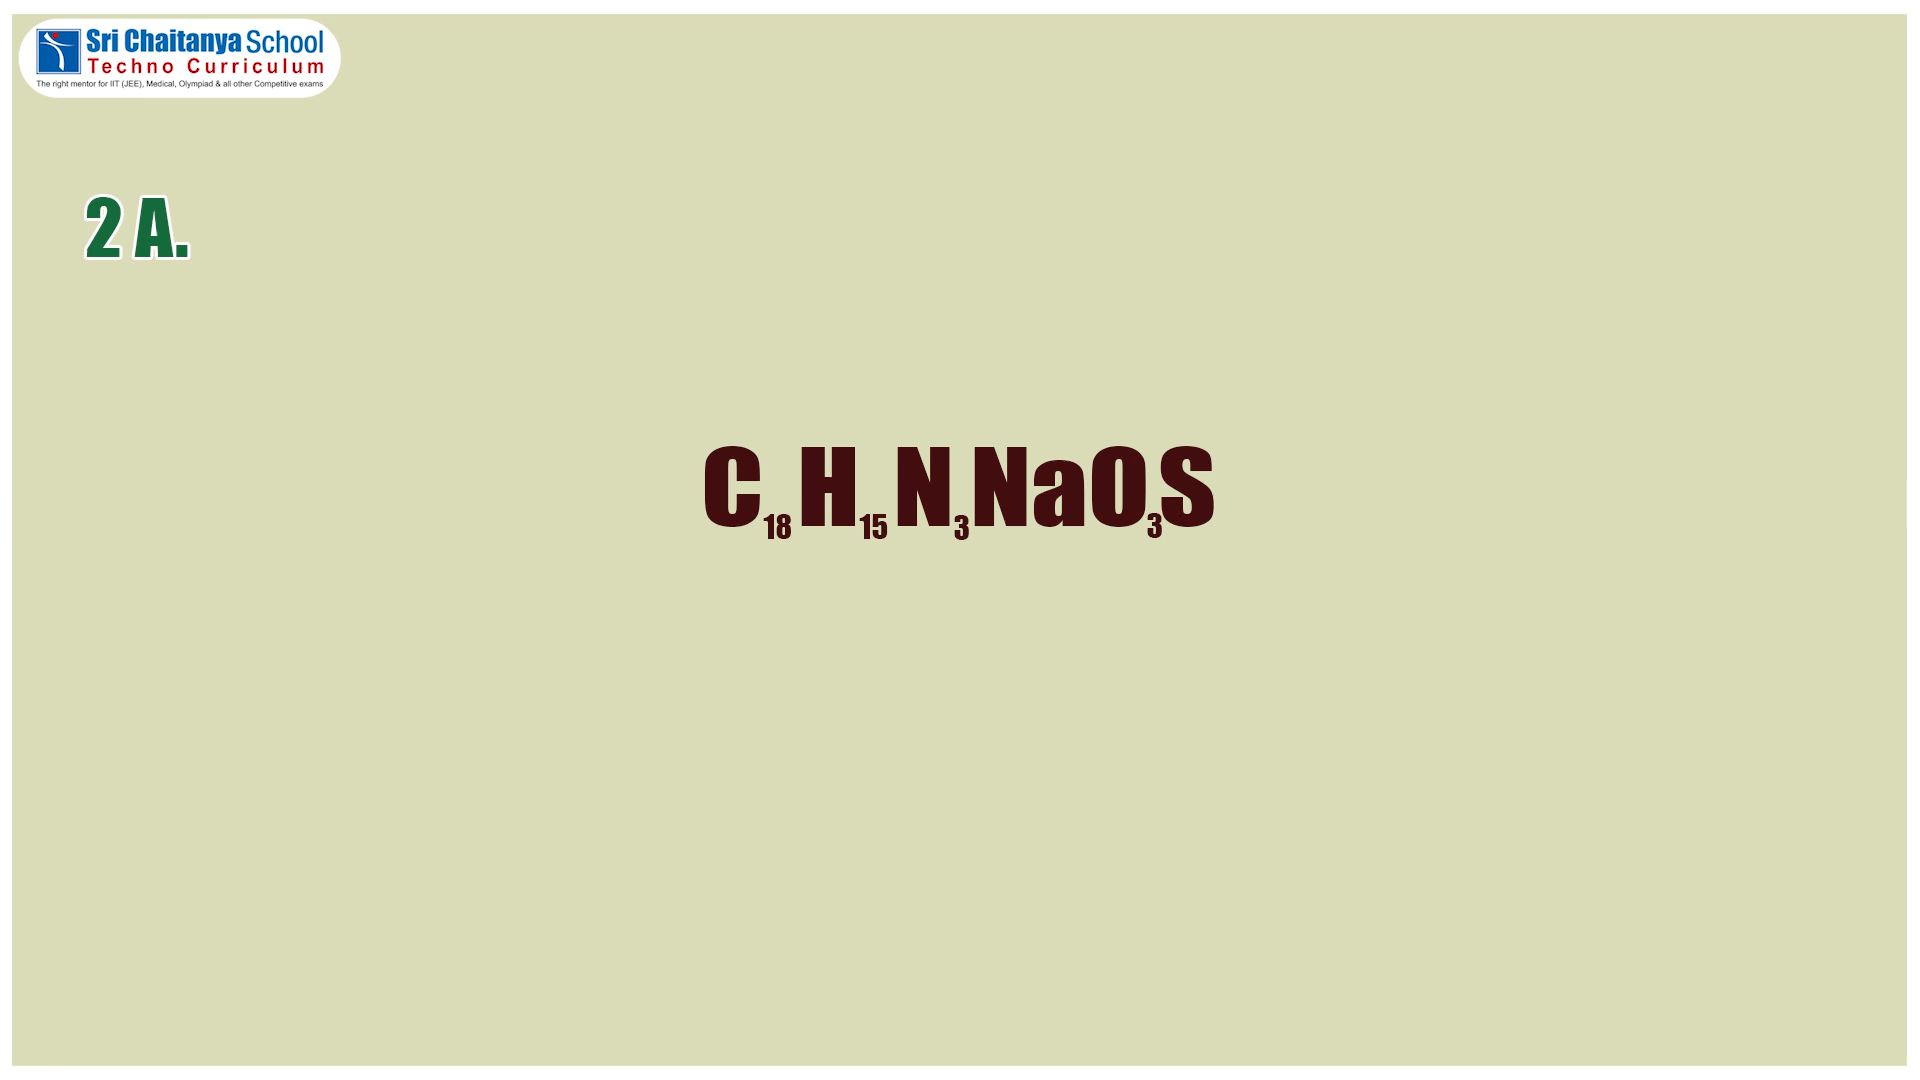 Sri Chaitanya School
Techno Curriculum
The right mentor for IIT (JEE), Medical, Olympiad & all other Competitive exams
2 A.
C₁₈H₁₅N₃NaO₃S